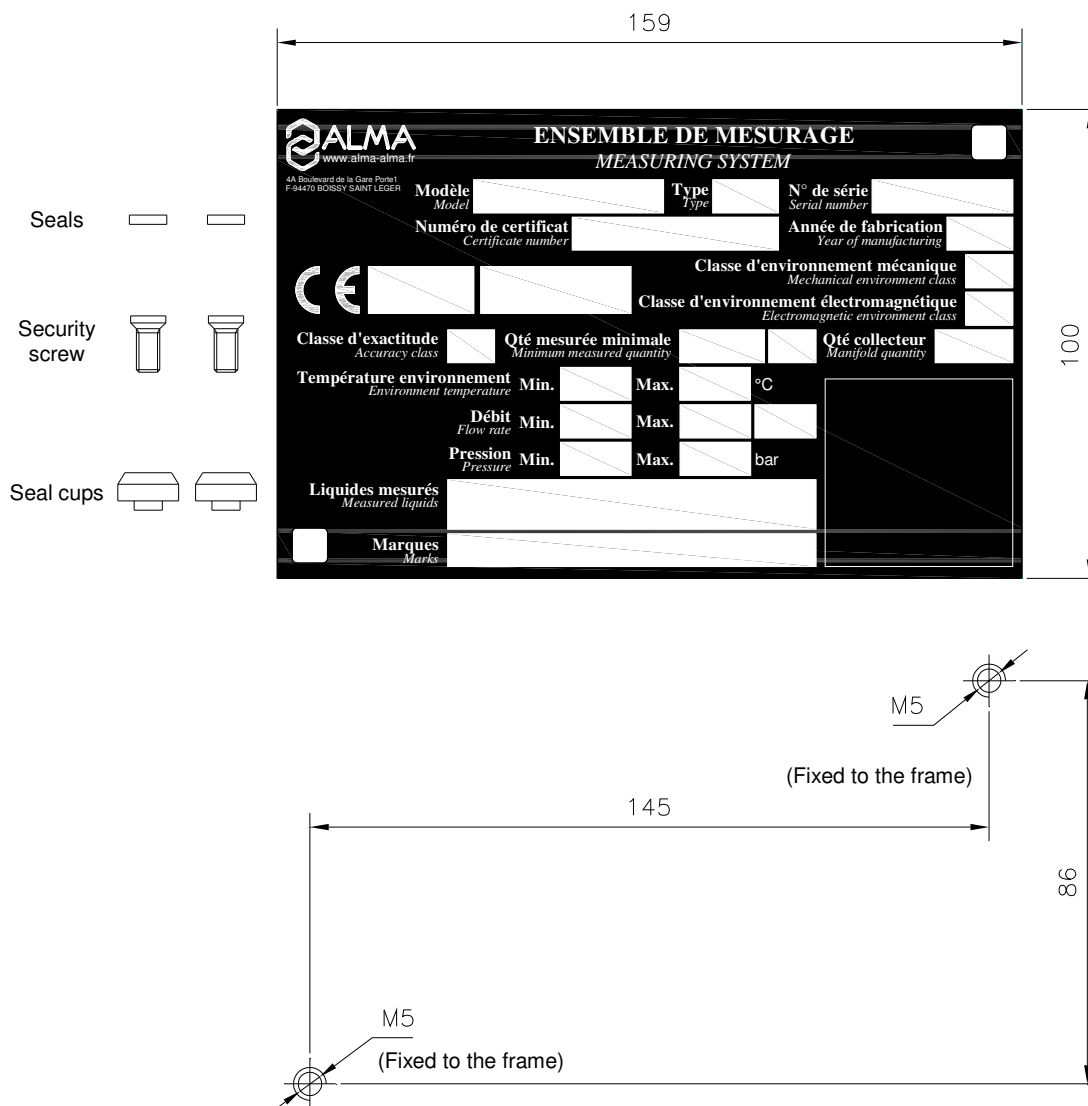 159
ALMA
www.alma-alma.fr
4A Boulevard de la Gare Porte1
F-94470 BOISSY SAINT LEGER
ENSEMBLE DE MESURAGE
MEASURING SYSTEM
Modèle
Model
Type
Type
N° de série
Serial number
Numéro de certificat
Certificate number
Année de fabrication
Year of manufacturing
CE
Classe d'environnement mécanique
Mechanical environment class
Classe d'environnement électromagnétique
Electromagnetic environment class
Classe d'exactitude
Accuracy class
Qté mesurée minimale
Minimum measured quantity
Qté collecteur
Manifold quantity
Température environnement
Environment temperature
Min.
Max.
°C
Débit
Flow rate
Min.
Max.
Pression
Pressure
Min.
Max.
bar
Liquides mesurés
Measured liquids
Marques
Marks
100
Seals
Security
screw
Seal cups
M5
(Fixed to the frame)
145
86
M5
(Fixed to the frame)